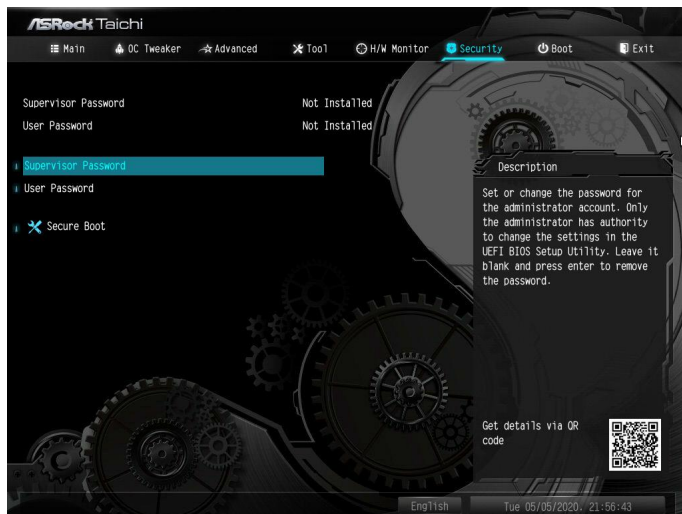 ASRock Taichi
Main OC Tweaker Advanced Tool H/W Monitor Security Boot Exit
Supervisor Password Not Installed
User Password Not Installed
Supervisor Password
User Password
Secure Boot
Description
Set or change the password for
the administrator account. Only
the administrator has authority
to change the settings in the
UEFI BIOS Setup Utility. Leave it
blank and press enter to remove
the password.
Get details via QR
code
English Tue 05/05/2020. 21:56:43